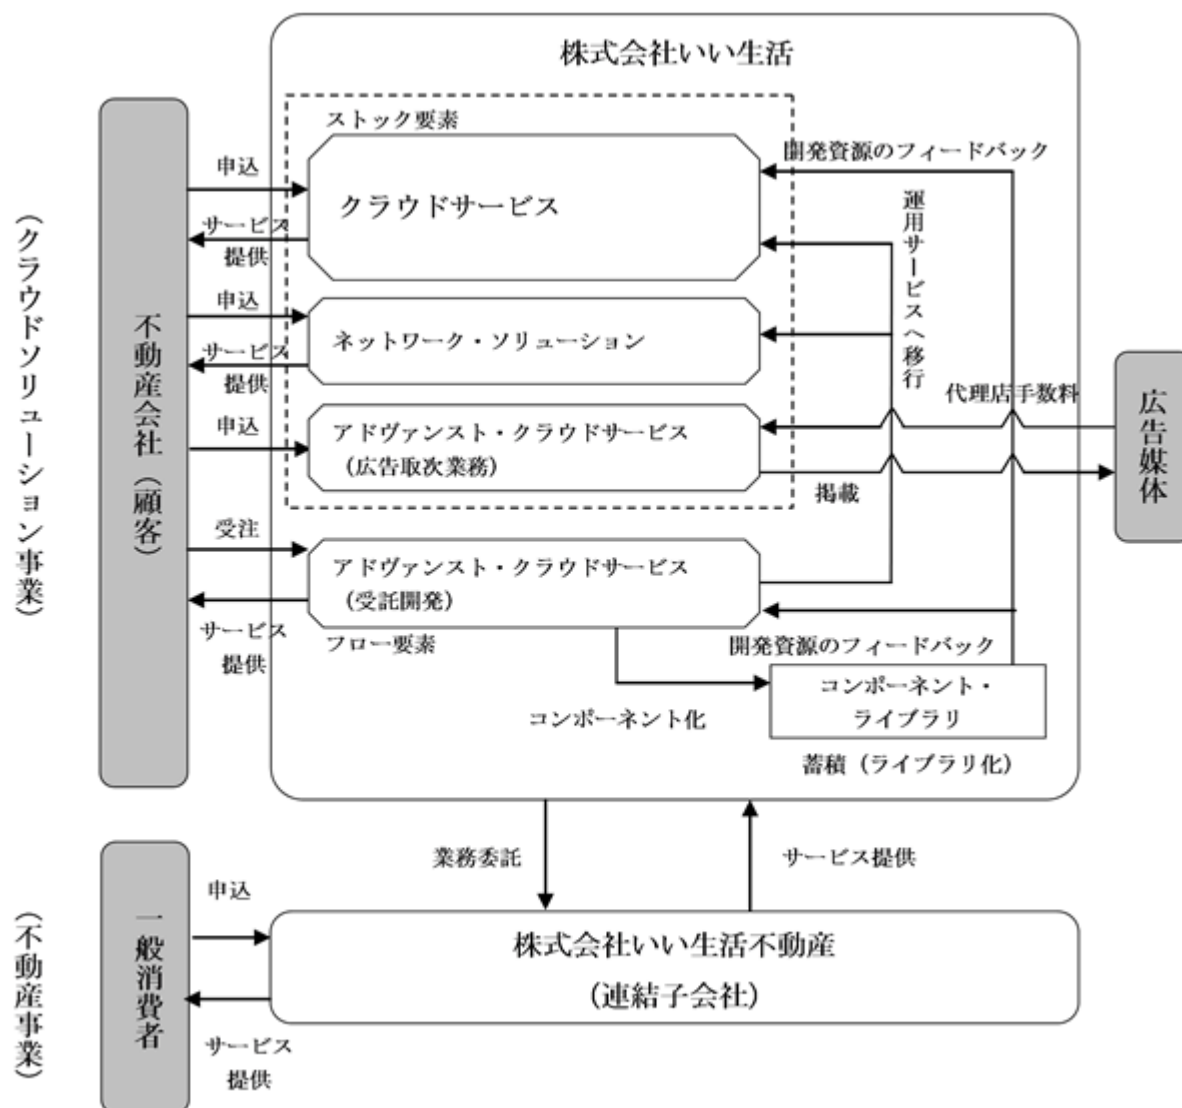 株式会社いい生活
ストック要素
開発資源のフィードバック
申込
クラウドサービス
サービス
提供
運用サービスへ移行
申込
ネットワーク・ソリューション
サービス
提供
代理店手数料
申込
アドヴァンスト・クラウドサービス
（広告取次業務）
掲載
広告媒体
受注
アドヴァンスト・クラウドサービス
（受託開発）
サービス
提供
フロー要素
開発資源のフィードバック
コンポーネント・
ライブラリ
コンポーネント化
蓄積（ライブラリ化）
不動産会社（顧客）
（クラウドソリューション事業）
業務委託
サービス提供
申込
株式会社いい生活不動産
（連結子会社）
サービス
提供
一般消費者
（不動産事業）